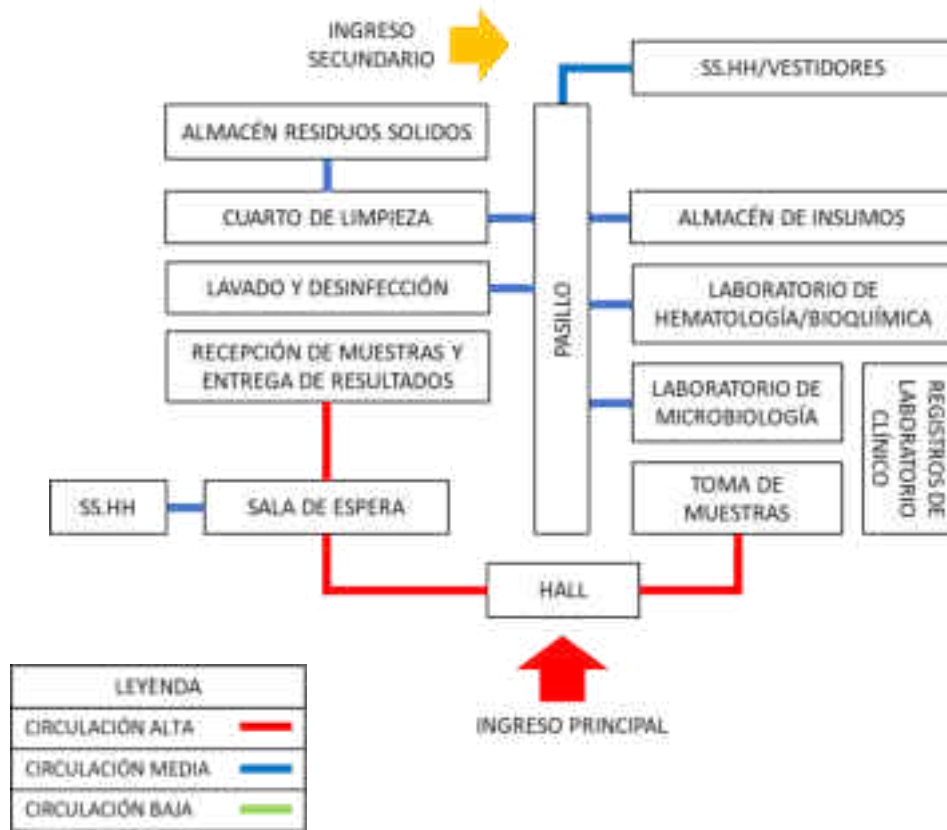 INGRESO
SECUNDARIO
SS.HH/VESTIDORES
ALMACÉN RESIDUOS SOLIDOS
CUARTO DE LIMPIEZA
ALMACÉN DE INSUMOS
LAVADO Y DESINFECCIÓN
LABORATORIO DE
HEMATOLOGÍA/BIOQUÍMICA
PASILLO
RECEPCIÓN DE MUESTRAS Y
ENTREGA DE RESULTADOS
LABORATORIO DE
MICROBIOLOGÍA
REGISTROS DE
LABORATORIO
CLÍNICO
SS.HH
SALA DE ESPERA
TOMA DE
MUESTRAS
HALL
INGRESO PRINCIPAL
LEYENDA
CIRCULACIÓN ALTA
CIRCULACIÓN MEDIA
CIRCULACIÓN BAJA